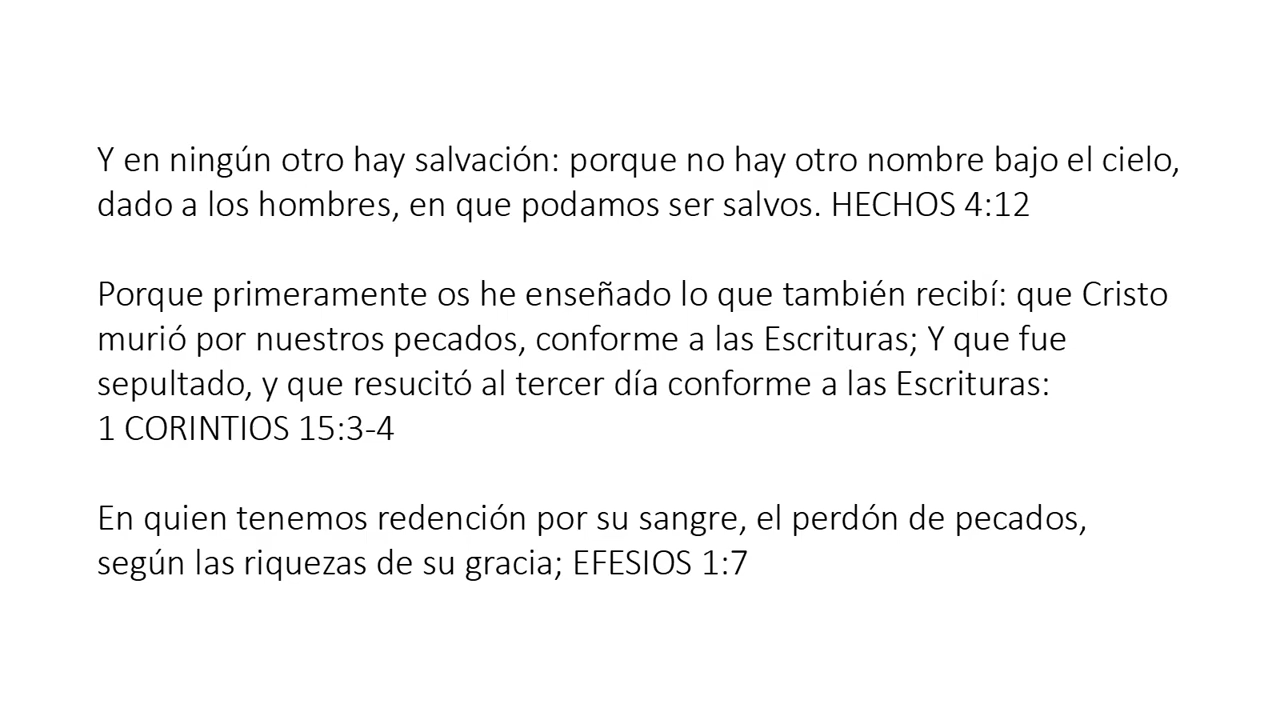 Y en ningún otro hay salvación: porque no hay otro nombre bajo el cielo,
dado a los hombres, en que podamos ser salvos. HECHOS 4:12
Porque primeramente os he enseñado lo que también recibí: que Cristo
murió por nuestros pecados, conforme a las Escrituras; Y que fue
sepultado, y que resucitó al tercer día conforme a las Escrituras:
1 CORINTIOS 15:3-4
En quien tenemos redención por su sangre, el perdón de pecados,
según las riquezas de su gracia; EFESIOS 1:7